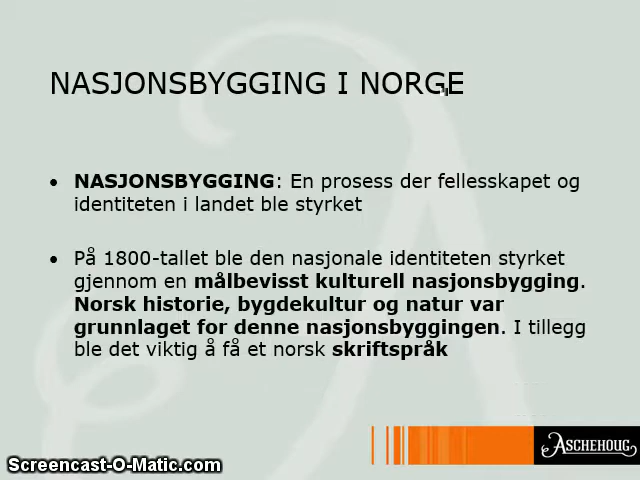 NASJONSBYGGING I NORGE
• NASJONSBYGGING: En prosess der fellesskapet og
identiteten i landet ble styrket
• På 1800-tallet ble den nasjonale identiteten styrket
gjennom en målbevisst kulturell nasjonsbygging.
Norsk historie, bygdekultur og natur var
grunnlaget for denne nasjonsbyggingen. I tillegg
ble det viktig å få et norsk skriftspråk
ASCHEHOUG
Screencast-O-Matic.com